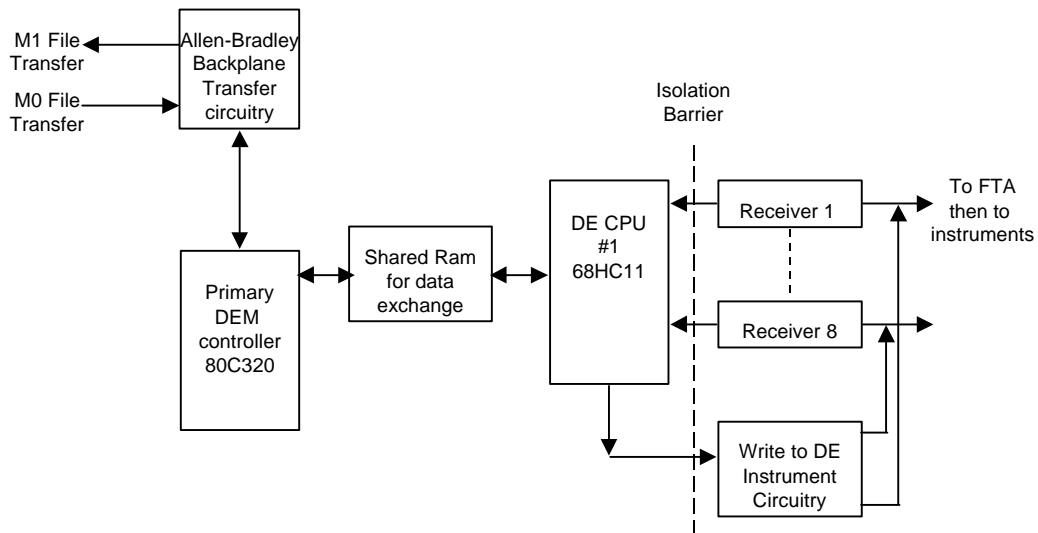 M1 File
Transfer
M0 File
Transfer
Allen-Bradley
Backplane
Transfer
circuitry
Isolation
Barrier
Primary
DEM
controller
80C320
Shared Ram
for data
exchange
DE CPU
#1
68HC11
Receiver 1
Receiver 8
To FTA
then to
instruments
Write to DE
Instrument
Circuitry